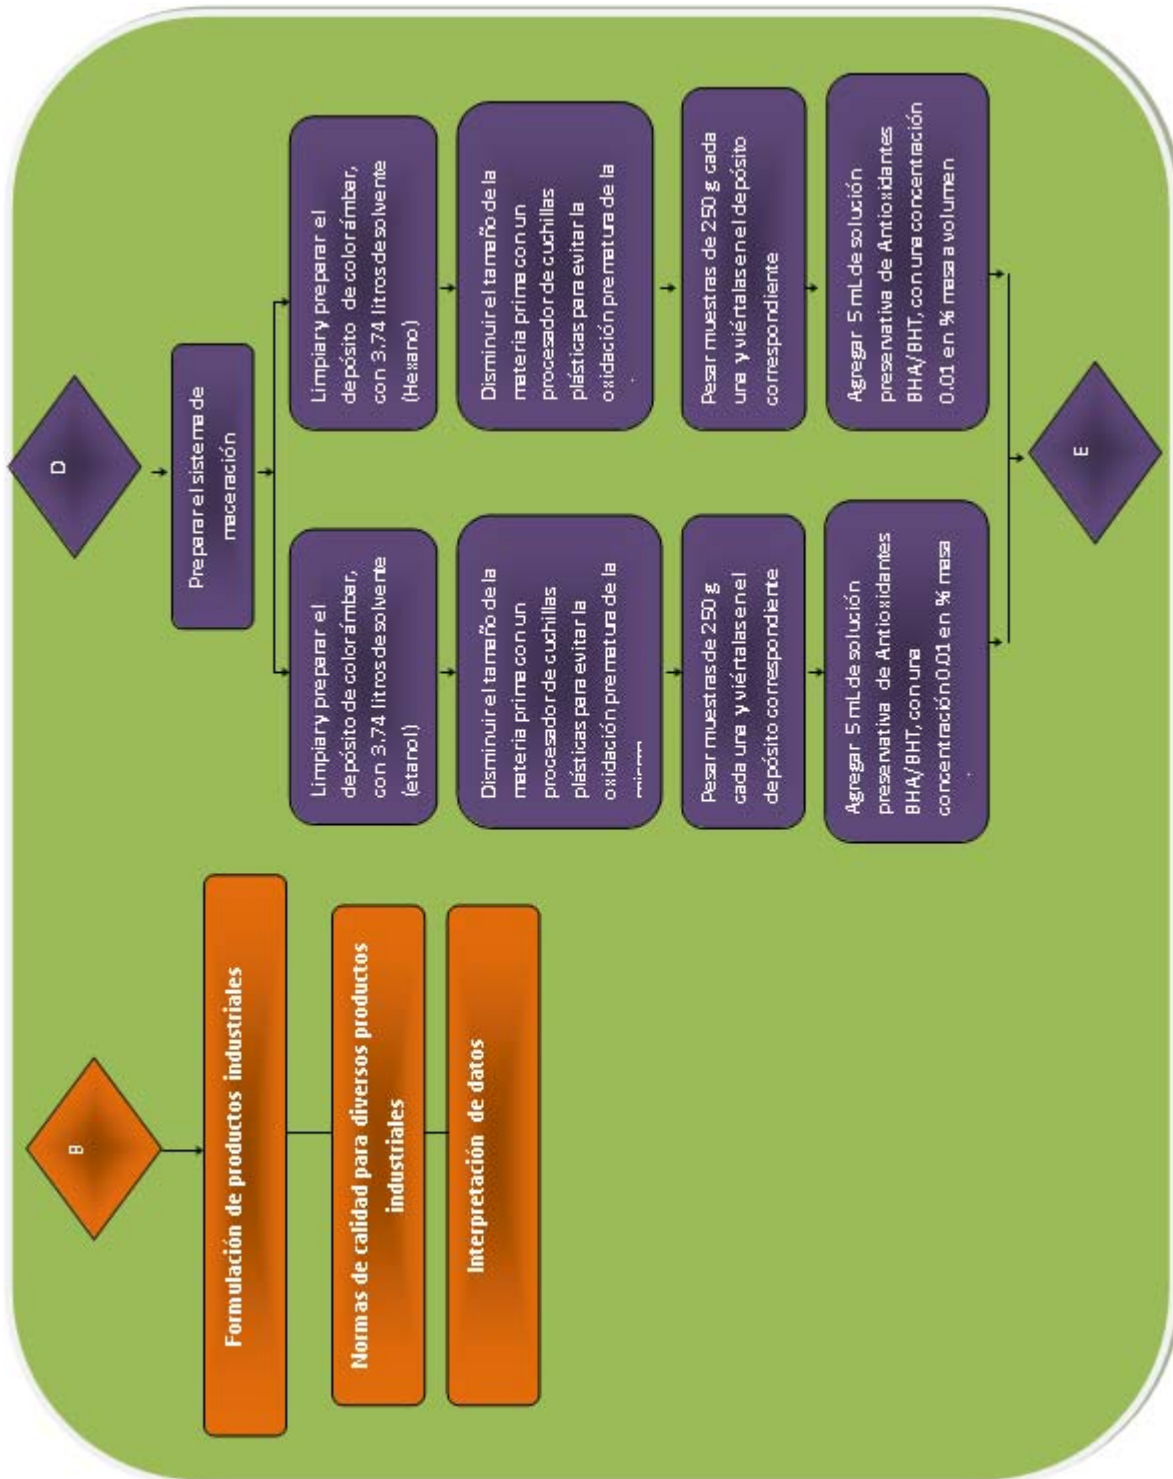 B
Formulación de productos industriales
Normas de calidad para diversos productos
industriales
Interpretación de datos
D
Preparar el sistema de
maceración
Limpiar y preparar el
depósito de color ámbar,
con 3.74 litros de solvente
(etanol)
Disminuir el tamaño de la
materia prima con un
procesador de cuchillas
plásticas para evitar la
oxidación prematura de la
Pesar muestras de 250 g
cada una y viértalas en el
depósito correspondiente
Agregar 5 mL de solución
preservativa de Antioxidantes
BHA/BHT, con una
concentración 0.01 en % masa
.
Limpiar y preparar el
depósito de color ámbar,
con 3.74 litros de solvente
(Hexano)
Disminuir el tamaño de la
materia prima con un
procesador de cuchillas
plásticas para evitar la
oxidación prematura de la
.
Pesar muestras de 250 g cada
una y viértalas en el depósito
correspondiente
Agregar 5 mL de solución
preservativa de Antioxidantes
BHA/BHT, con una concentración
0.01 en % masa a volumen
E